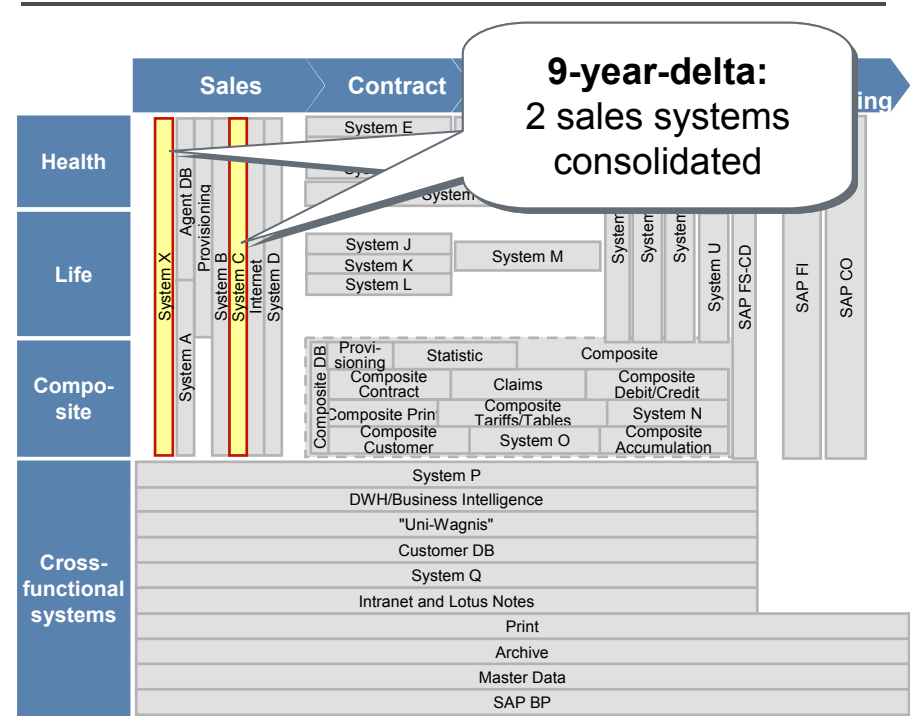 9-year-delta:
2 sales systems
consolidated
Sales
Contract
ing
Health
Life
Compo-
site
Cross-
functional
systems
System X
Agent DB
System A
Provisioning
System B
System C
Internet
System D
System E
System J
System K
System L
System M
System
System
System
System U
SAP FS-CD
SAP FI
SAP CO
Composite DB
Provi-
sioning
Statistic
Composite
Composite
Contract
Claims
Composite
Debit/Credit
Composite Print
Composite
Tariffs/Tables
System N
Composite
Customer
System O
Composite
Accumulation
System P
DWH/Business Intelligence
"Uni-Wagnis"
Customer DB
System Q
Intranet and Lotus Notes
Print
Archive
Master Data
SAP BP